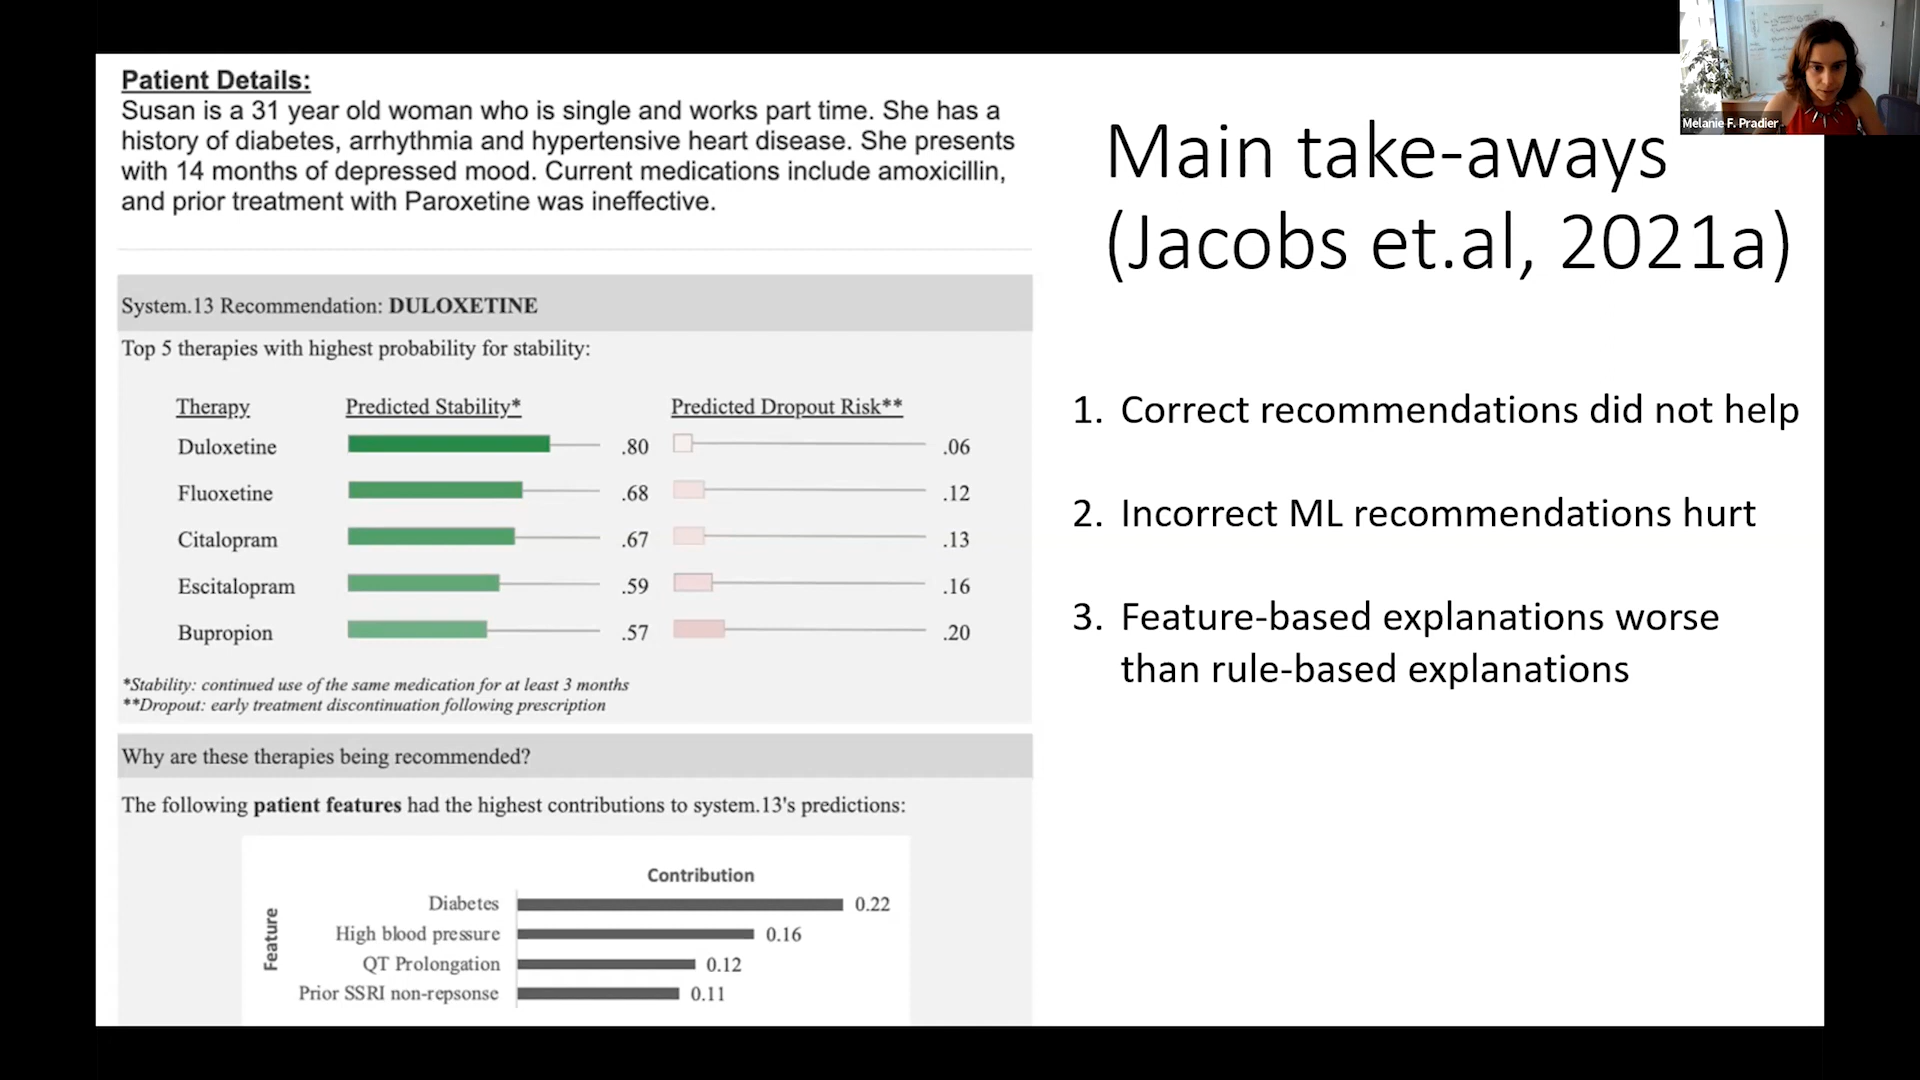 Patient Details:
Susan is a 31 year old woman who is single and works part time. She has a
history of diabetes, arrhythmia and hypertensive heart disease. She presents
with 14 months of depressed mood. Current medications include amoxicillin,
and prior treatment with Paroxetine was ineffective.
System.13 Recommendation: DULOXETINE
Top 5 therapies with highest probability for stability:
Therapy Predicted Stability* Predicted Dropout Risk**
Duloxetine .80 .06
Fluoxetine .68 .12
Citalopram .67 .13
Escitalopram .59 .16
Bupropion .57 .20
*Stability: continued use of the same medication for at least 3 months
**Dropout: early treatment discontinuation following prescription
Why are these therapies being recommended?
The following patient features had the highest contributions to system.13's predictions:
Contribution
Feature
Diabetes 0.22
High blood pressure 0.16
QT Prolongation 0.12
Prior SSRI non-repsonse 0.11
Main take-aways
(Jacobs et.al, 2021a)
1. Correct recommendations did not help
2. Incorrect ML recommendations hurt
3. Feature-based explanations worse
than rule-based explanations
Melanie F. Pradier